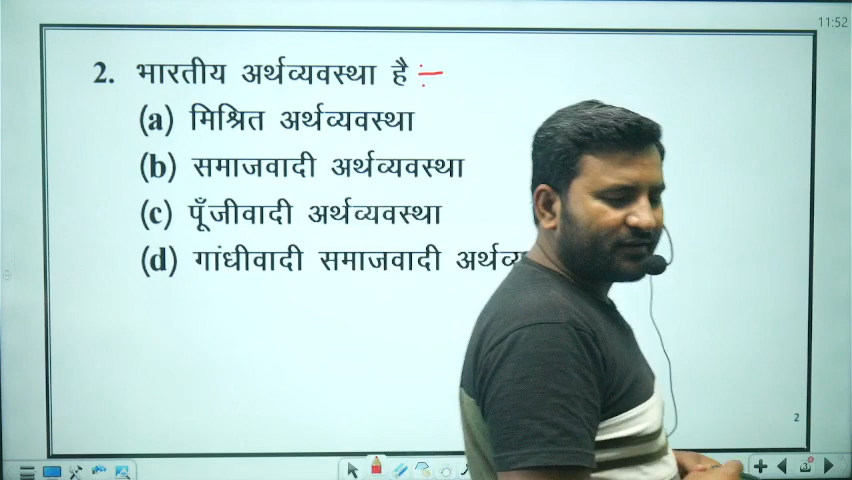 11:52
2. भारतीय अर्थव्यवस्था है
(a) मिश्रित अर्थव्यवस्था
(b) समाजवादी अर्थव्यवस्था
(c) पूँजीवादी अर्थव्यवस्था
(d) गांधीवादी समाजवादी
2
3